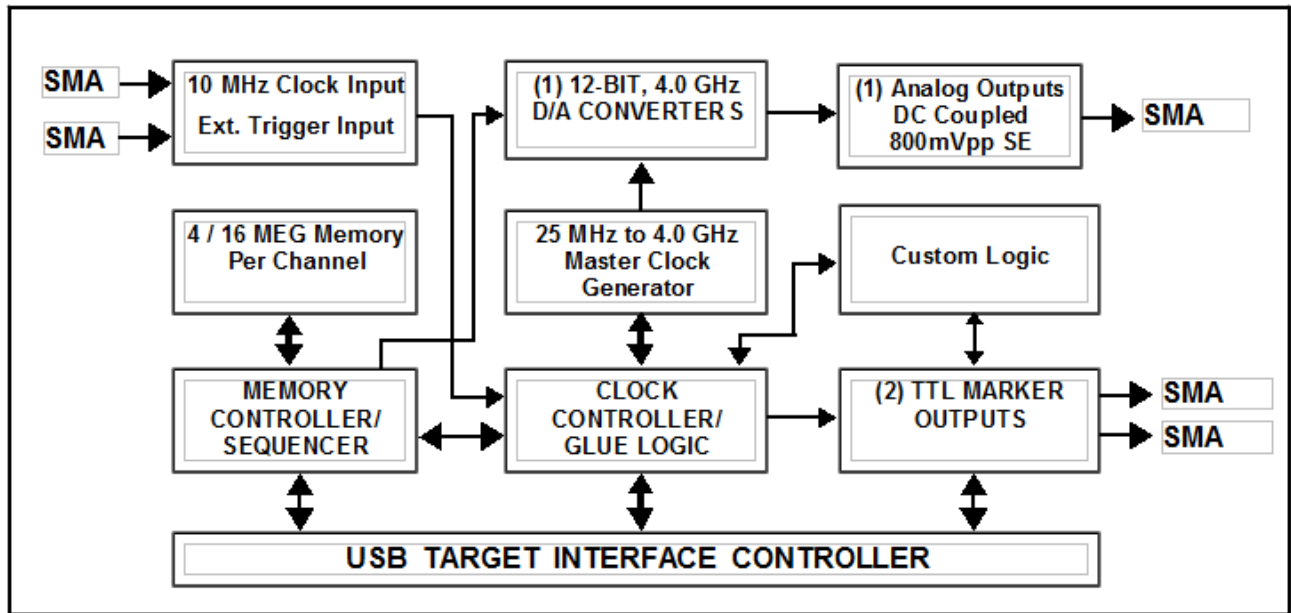 SMA
SMA
10 MHz Clock Input
Ext. Trigger Input
(1) 12-BIT, 4.0 GHz
D/A CONVERTER S
(1) Analog Outputs
DC Coupled
800mVpp SE
SMA
4 / 16 MEG Memory
Per Channel
25 MHz to 4.0 GHz
Master Clock
Generator
Custom Logic
MEMORY
CONTROLLER/
SEQUENCER
CLOCK
CONTROLLER/
GLUE LOGIC
(2) TTL MARKER
OUTPUTS
SMA
SMA
USB TARGET INTERFACE CONTROLLER